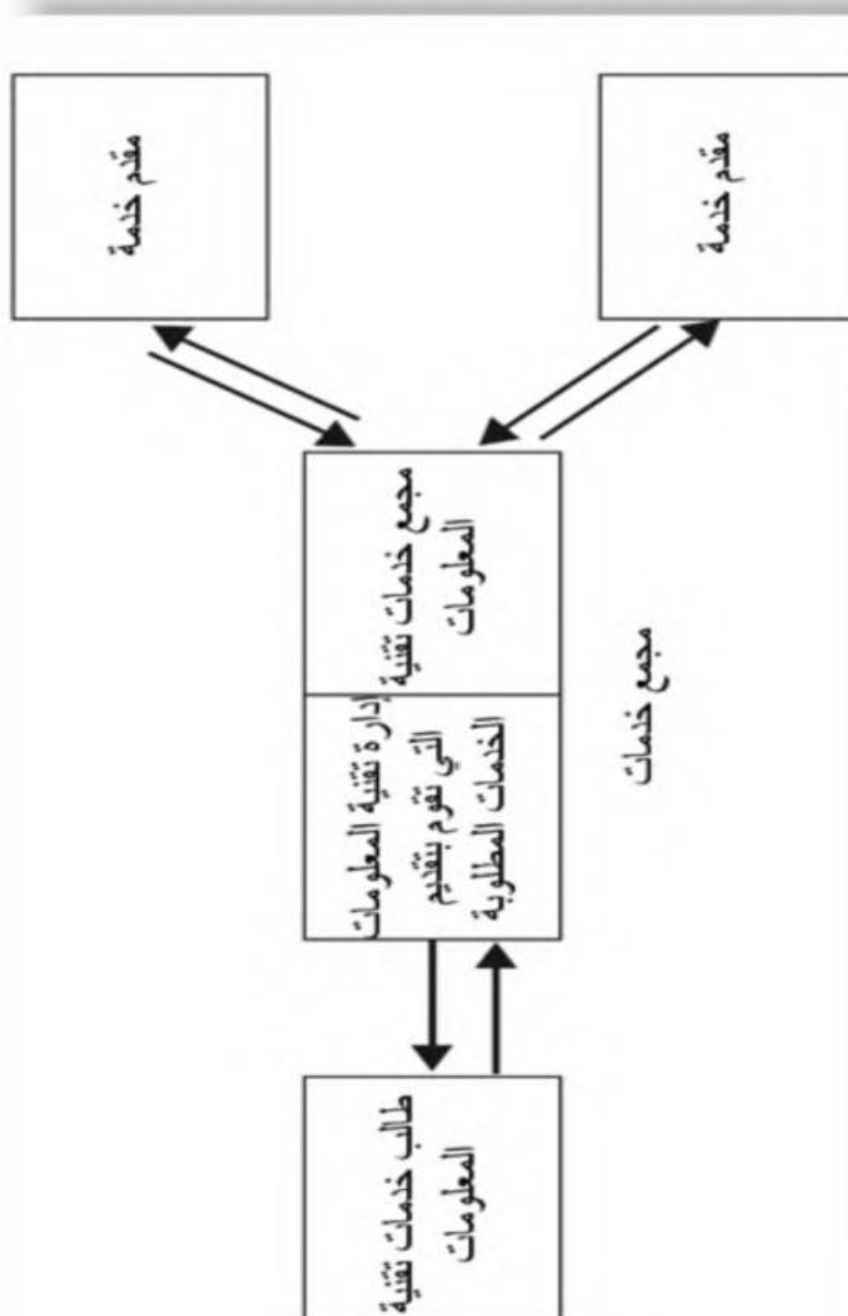 مقدم خدمة
مقدم خدمة
مجمع خدمات تقنية
المعلومات
إدارة تقنية المعلومات
التي تقوم بتقديم
الخدمات المطلوبة
مجمع خدمات
طالب خدمات تقنية
المعلومات